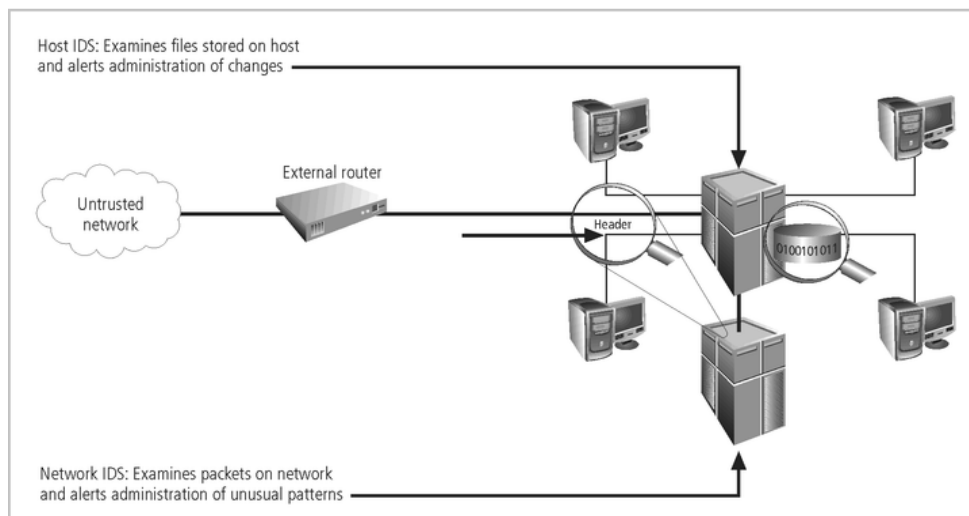 Host IDS: Examines files stored on host
and alerts administration of changes
External router
Untrusted
network
Header
0100101011
Network IDS: Examines packets on network
and alerts administration of unusual patterns